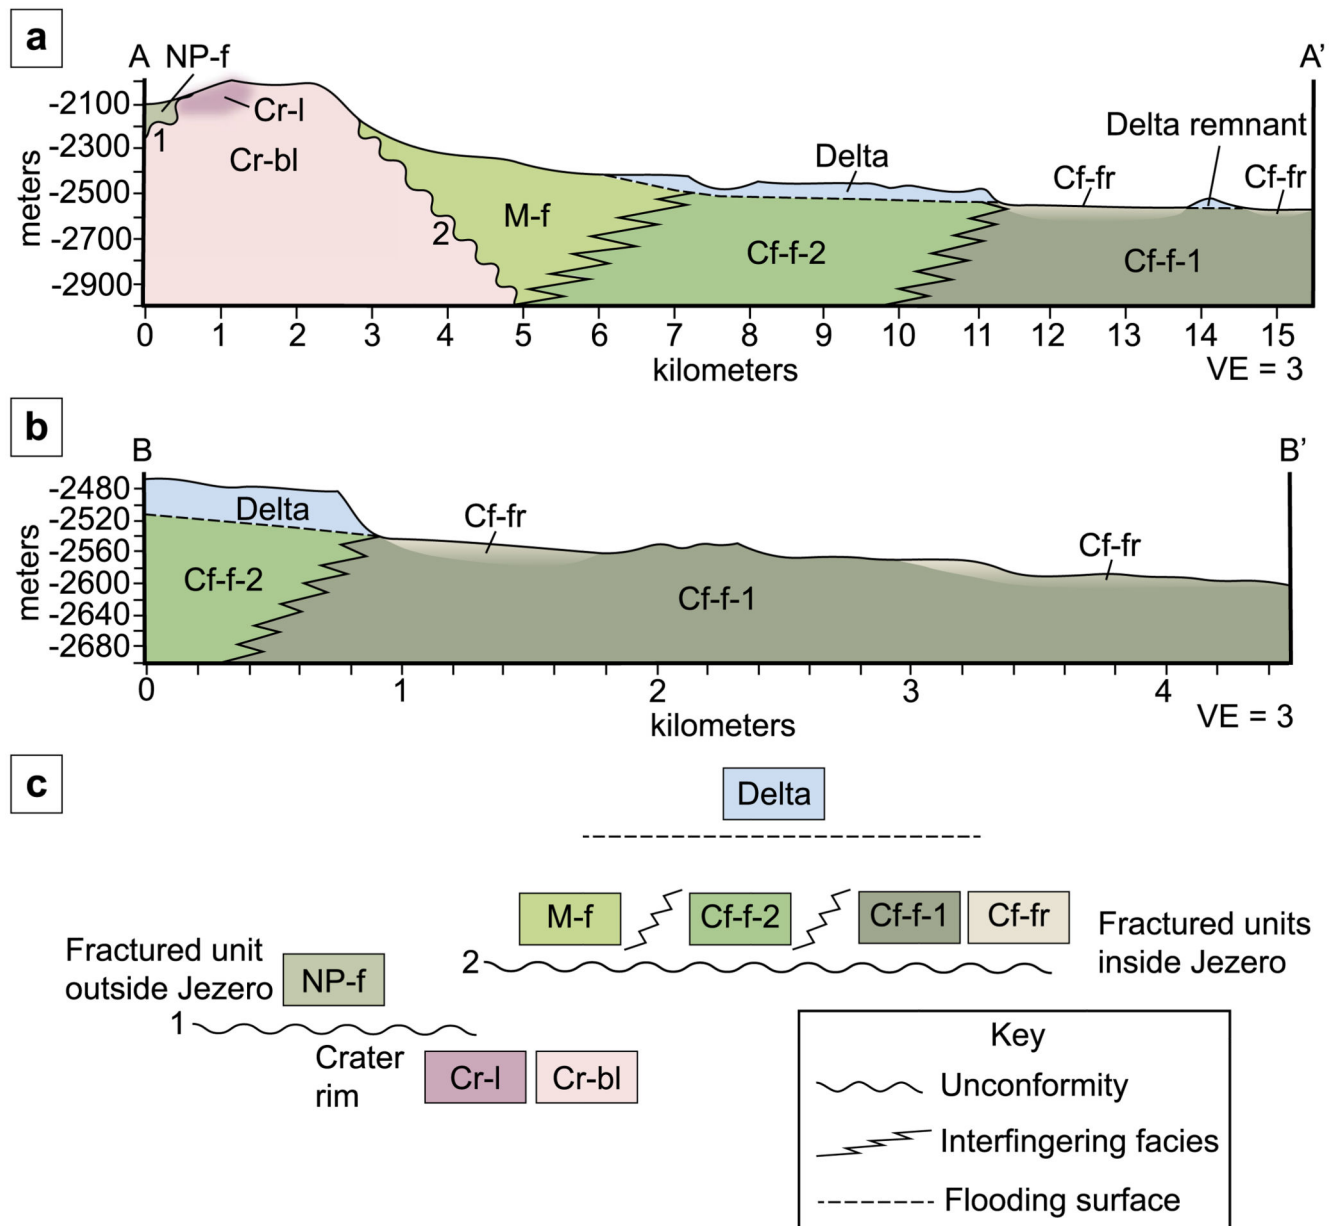 a
A
NP-f
A'
-2100
-2300
-2500
-2700
-2900
meters
1
Cr-l
Cr-bl
2
M-f
Delta
Cf-f-2
Delta remnant
Cf-fr
Cf-fr
Cf-f-1
0 1 2 3 4 5 6 7 8 9 10 11 12 13 14 15
kilometers
VE = 3
b
B
B'
-2480
-2520
-2560
-2600
-2640
-2680
meters
Delta
Cf-fr
Cf-fr
Cf-f-2
Cf-f-1
0 1 2 3 4
kilometers
VE = 3
c
Delta
M-f
Cf-f-2
Cf-f-1
Cf-fr
Fractured units
inside Jezero
2
Fractured unit
outside Jezero
NP-f
1
Crater
rim
Cr-l
Cr-bl
Key
Unconformity
Interfingering facies
Flooding surface